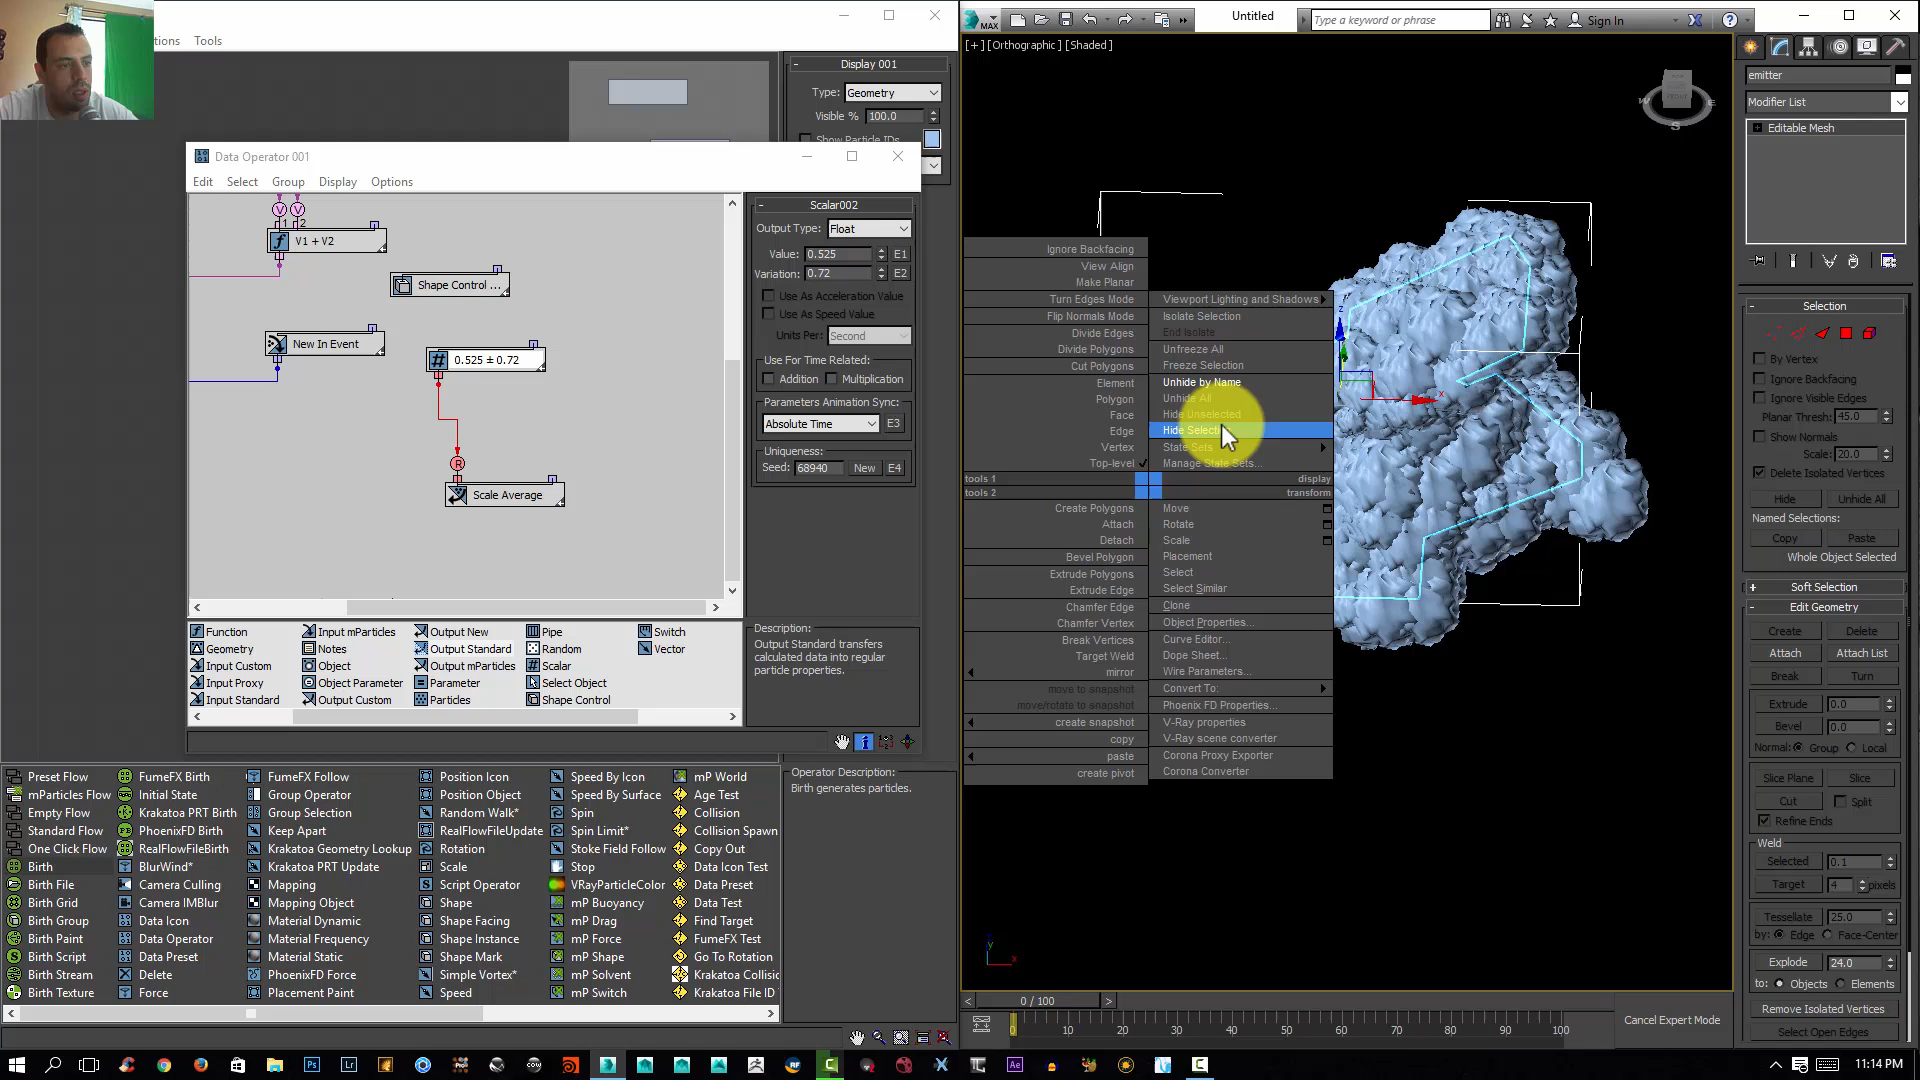 tions Tools
Untitled
Type a keyword or phrase
Sign In
MAX
[+] [Orthographic ] [Shaded ]
Display 001
Type: Geometry
Visible % 100.0
Show Particle IDs
Data Operator 001
Edit Select Group Display Options
V V
1 2
V1 + V2
Shape Control ...
New In Event
0.525 ± 0.72
R
Scale Average
Scalar002
Output Type: Float
Value: 0.525 E1
Variation: 0.72 E2
Use As Acceleration Value
Use As Speed Value
Units Per: Second
Use For Time Related:
Addition Multiplication
Parameters Animation Sync:
Absolute Time E3
Uniqueness:
Seed: 68940 New E4
Function Input mParticles Output New Pipe Switch
Geometry Notes Output Standard Random Vector
Input Custom Object Output mParticles Scalar
Input Proxy Object Parameter Parameter Select Object
Input Standard Output Custom Particles Shape Control
Description:
Output Standard transfers
calculated data into regular
particle properties.
Preset Flow FumeFX Birth FumeFX Follow Position Icon Speed By Icon mP World
mParticles Flow Initial State Group Operator Position Object Speed By Surface Age Test
Empty Flow Krakatoa PRT Birth Group Selection Random Walk* Spin Collision
Standard Flow PhoenixFD Birth Keep Apart RealFlowFileUpdate Spin Limit* Collision Spawn
One Click Flow RealFlowFileBirth Krakatoa Geometry Lookup Rotation Stoke Field Follow Copy Out
Birth BlurWind* Krakatoa PRT Update Scale Stop Data Icon Test
Birth File Camera Culling Mapping Script Operator VRayParticleColor Data Preset
Birth Grid Camera IMBlur Mapping Object Shape mP Buoyancy Data Test
Birth Group Data Icon Material Dynamic Shape Facing mP Drag Find Target
Birth Paint Data Operator Material Frequency Shape Instance mP Force FumeFX Test
Birth Script Data Preset Material Static Shape Mark mP Shape Go To Rotation
Birth Stream Delete PhoenixFD Force Simple Vortex* mP Solvent Krakatoa Collisio
Birth Texture Force Placement Paint Speed mP Switch Krakatoa File ID
Operator Description:
Birth generates particles.
Ignore Backfacing
View Align
Make Planar
Turn Edges Mode
Flip Normals Mode
Divide Edges
Divide Polygons
Cut Polygons
Element
Polygon
Face
Edge
Vertex
Top-level
tools 1
tools 2
Create Polygons
Attach
Detach
Bevel Polygon
Extrude Polygons
Extrude Edge
Chamfer Edge
Chamfer Vertex
Break Vertices
Target Weld
mirror
move to snapshot
move/rotate to snapshot
create snapshot
copy
paste
create pivot
Viewport Lighting and Shadows
Isolate Selection
End Isolate
Unfreeze All
Freeze Selection
Unhide by Name
Unhide All
Hide Unselected
Hide Select
State Sets
Manage State Sets...
display
transform
Move
Rotate
Scale
Placement
Select
Select Similar
Clone
Object Properties...
Curve Editor...
Dope Sheet...
Wire Parameters...
Convert To:
Phoenix FD Properties...
V-Ray properties
V-Ray scene converter
Corona Proxy Exporter
Corona Converter
z
x
y
x
W E
S
emitter
Modifier List
Editable Mesh
Selection
By Vertex
Ignore Backfacing
Ignore Visible Edges
Planar Thresh: 45.0
Show Normals
Scale: 20.0
Delete Isolated Vertices
Hide Unhide All
Named Selections:
Copy Paste
Whole Object Selected
Soft Selection
Edit Geometry
Create Delete
Attach Attach List
Break Turn
Extrude 0.0
Bevel 0.0
Normal: Group Local
Slice Plane Slice
Cut Split
Refine Ends
Weld
Selected 0.1
Target 4 pixels
Tessellate 25.0
by: Edge Face-Center
Explode 24.0
to: Objects Elements
Remove Isolated Vertices
Select Open Edges
0 / 100
0 10 20 30 40 50 60 70 80 90 100
Cancel Expert Mode
Ps Lr Ae
11:14 PM